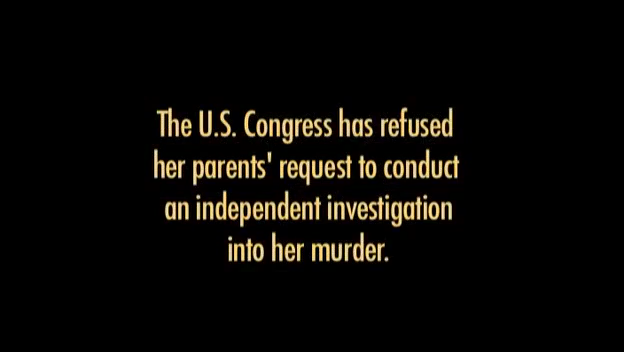 The U.S. Congress has refused
her parents' request to conduct
an independent investigation
into her murder.